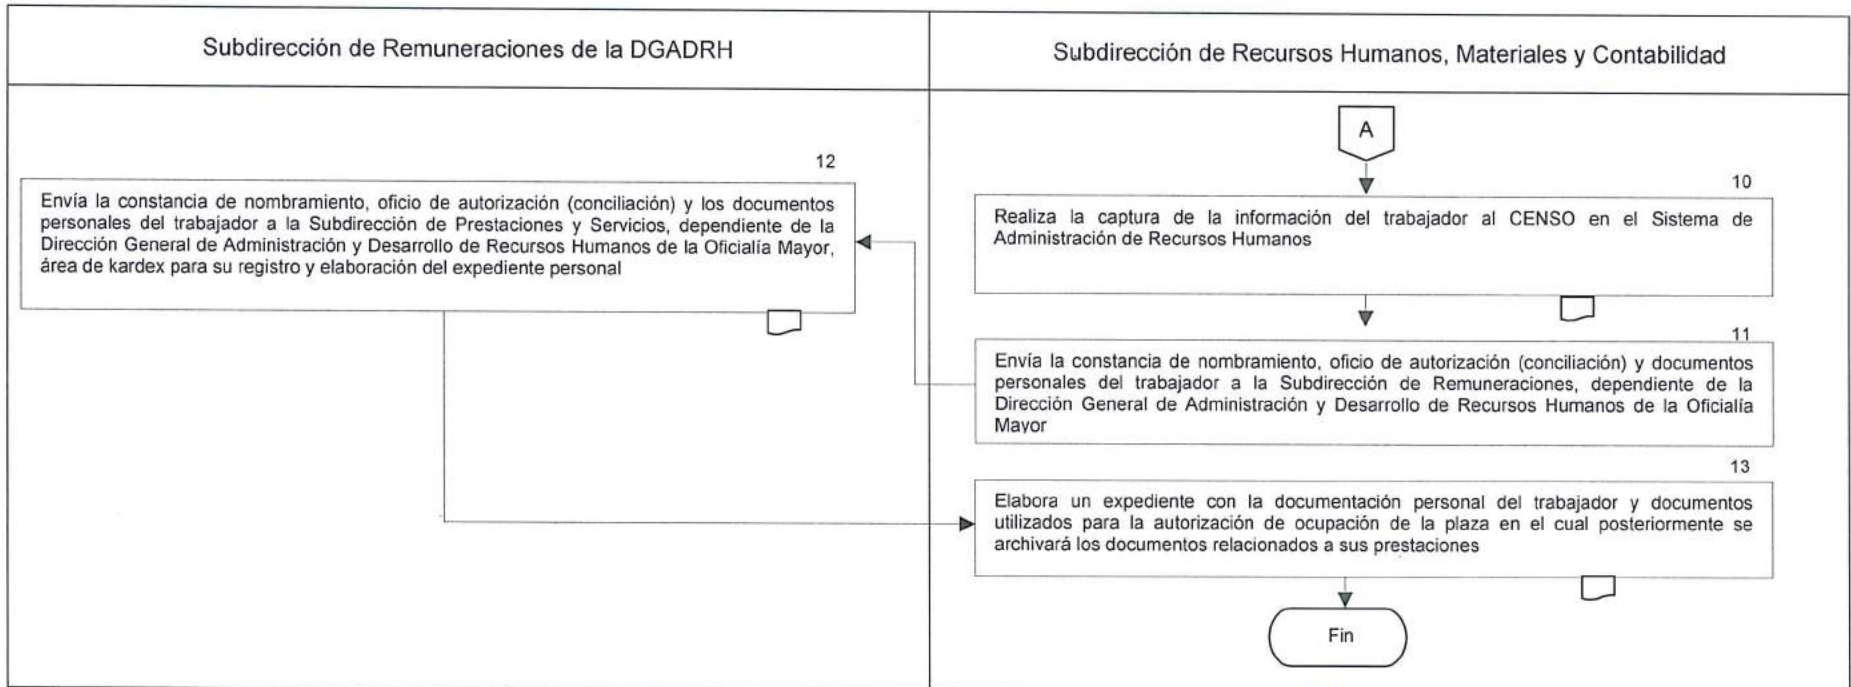 Subdirección de Remuneraciones de la DGADRH
Subdirección de Recursos Humanos, Materiales y Contabilidad
A
10
Realiza la captura de la información del trabajador al CENSO en el Sistema de
Administración de Recursos Humanos
11
Envía la constancia de nombramiento, oficio de autorización (conciliación) y documentos
personales del trabajador a la Subdirección de Remuneraciones, dependiente de la
Dirección General de Administración y Desarrollo de Recursos Humanos de la Oficialía
Mayor
12
Envía la constancia de nombramiento, oficio de autorización (conciliación) y los documentos
personales del trabajador a la Subdirección de Prestaciones y Servicios, dependiente de la
Dirección General de Administración y Desarrollo de Recursos Humanos de la Oficialía Mayor,
área de kardex para su registro y elaboración del expediente personal
13
Elabora un expediente con la documentación personal del trabajador y documentos
utilizados para la autorización de ocupación de la plaza en el cual posteriormente se
archivará los documentos relacionados a sus prestaciones
Fin